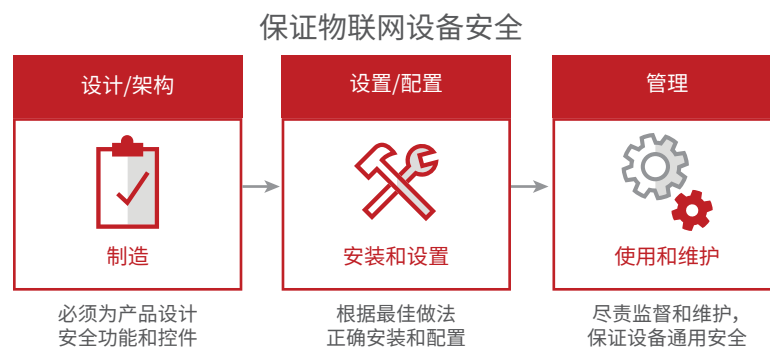 保证物联网设备安全
设计/架构
设置/配置
管理
制造
安装和设置
使用和维护
必须为产品设计
安全功能和控件
根据最佳做法
正确安装和配置
尽责监督和维护，
保证设备通用安全